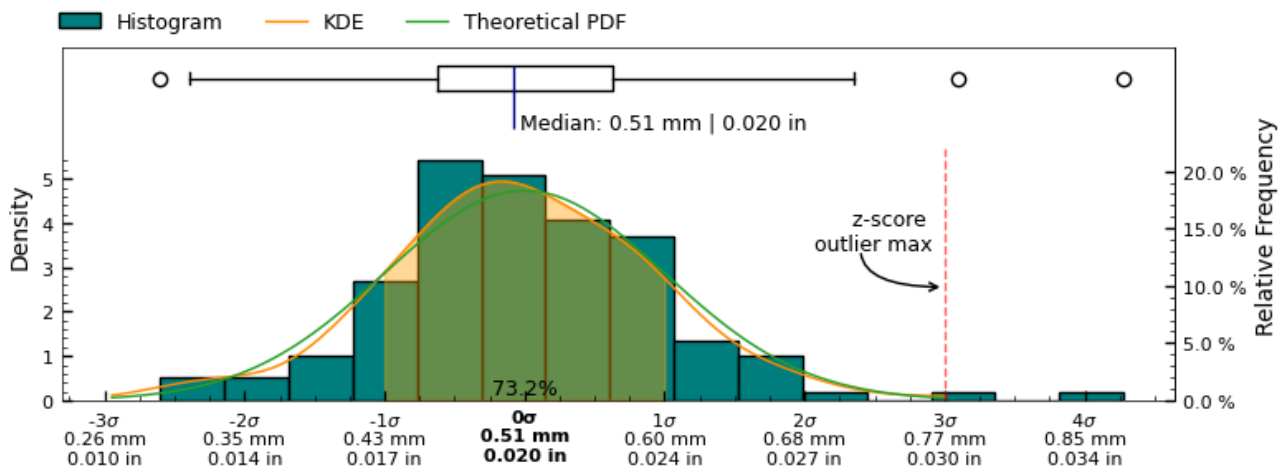 Histogram KDE Theoretical PDF
Median: 0.51 mm | 0.020 in
Density
5
4
3
2
1
0
z-score
outlier max
73.2%
Relative Frequency
20.0 %
15.0 %
10.0 %
5.0 %
0.0 %
-3σ -2σ -1σ 0σ 1σ 2σ 3σ 4σ
0.26 mm 0.35 mm 0.43 mm 0.51 mm 0.60 mm 0.68 mm 0.77 mm 0.85 mm
0.010 in 0.014 in 0.017 in 0.020 in 0.024 in 0.027 in 0.030 in 0.034 in